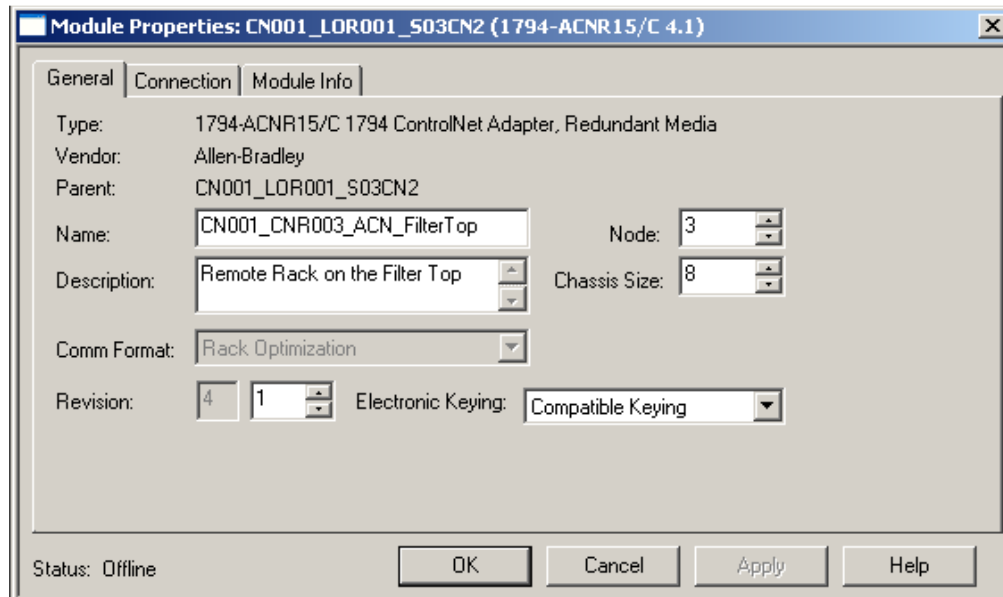 Module Properties: CN001_LOR001_S03CN2 (1794-ACNR15/C 4.1)
General Connection Module Info
Type: 1794-ACNR15/C 1794 ControlNet Adapter, Redundant Media
Vendor: Allen-Bradley
Parent: CN001_LOR001_S03CN2
Name: CN001_CNR003_ACN_FilterTop Node: 3
Description: Remote Rack on the Filter Top Chassis Size: 8
Comm Format: Rack Optimization
Revision: 4 1 Electronic Keying: Compatible Keying
Status: Offline OK Cancel Apply Help